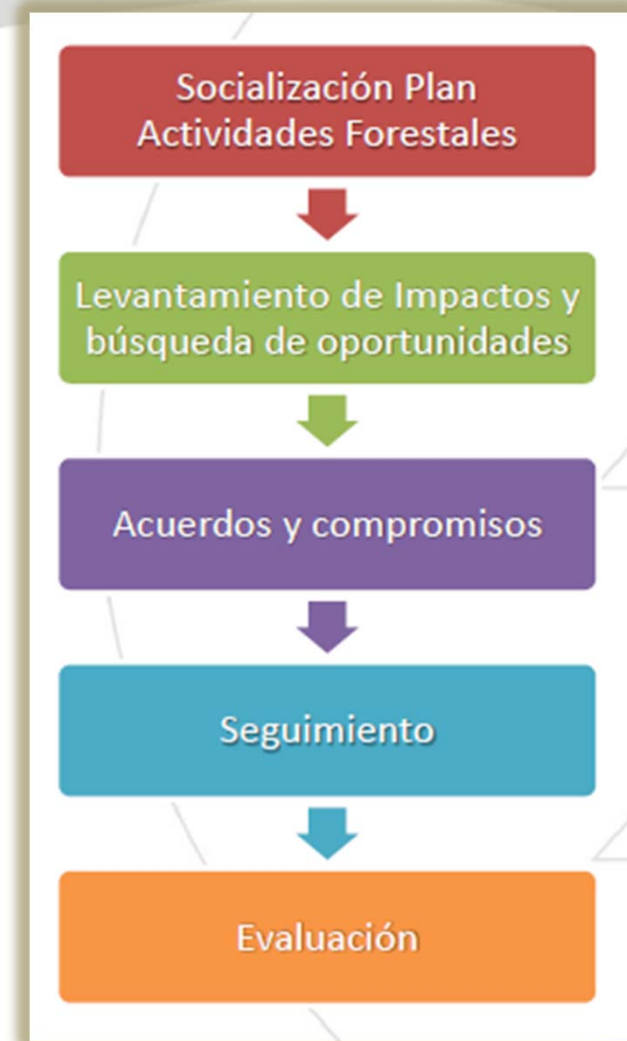 Socialización Plan
Actividades Forestales
Levantamiento de Impactos y
búsqueda de oportunidades
Acuerdos y compromisos
Seguimiento
Evaluación